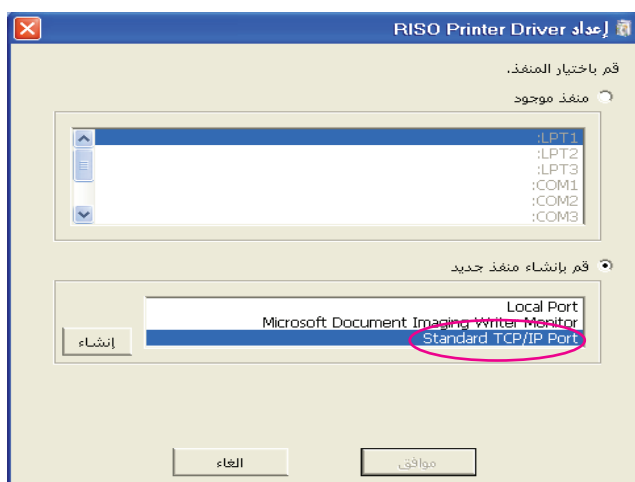 إعداد RISO Printer Driver
قم باختيار المنفذ.
منفذ موجود
:LPT1
:LPT2
:LPT3
:COM1
:COM2
:COM3
قم بإنشاء منفذ جديد
Local Port
Microsoft Document Imaging Writer Monitor
Standard TCP/IP Port
إنشاء
موافق
الغاء